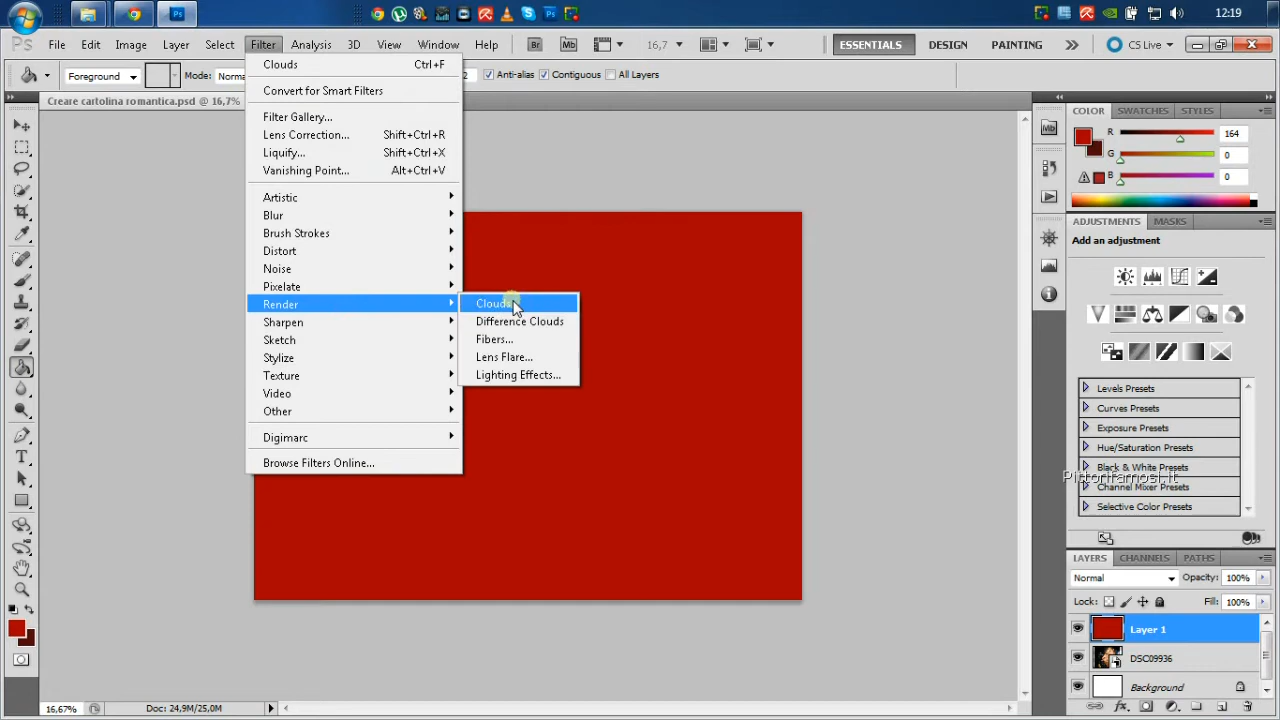 12:19
Ps File Edit Image Layer Select Filter Analysis 3D View Window Help Br Mb 16,7 ESSENTIALS DESIGN PAINTING CS Live
Foreground Mode: 2 Anti-alias Contiguous All Layers
Creare cartolina romantica.psd @ 16,7%
Clouds Ctrl+F
Convert for Smart Filters
Filter Gallery...
Lens Correction... Shift+Ctrl+R
Liquify... Shift+Ctrl+X
Vanishing Point... Alt+Ctrl+V
Artistic
Blur
Brush Strokes
Distort
Noise
Pixelate
Render
Sharpen
Sketch
Stylize
Texture
Video
Other
Digimarc
Browse Filters Online...
Clouds
Difference Clouds
Fibers...
Lens Flare...
Lighting Effects...
COLOR SWATCHES STYLES
R 164
G 0
B 0
ADJUSTMENTS MASKS
Add an adjustment
Levels Presets
Curves Presets
Exposure Presets
Hue/Saturation Presets
Black & White Presets
Pittorifamosi.it
Channel Mixer Presets
Selective Color Presets
LAYERS CHANNELS PATHS
Normal Opacity: 100%
Lock: Fill: 100%
Layer 1
DSC09936
Background
16,67% Doc: 24,9M/25,0M